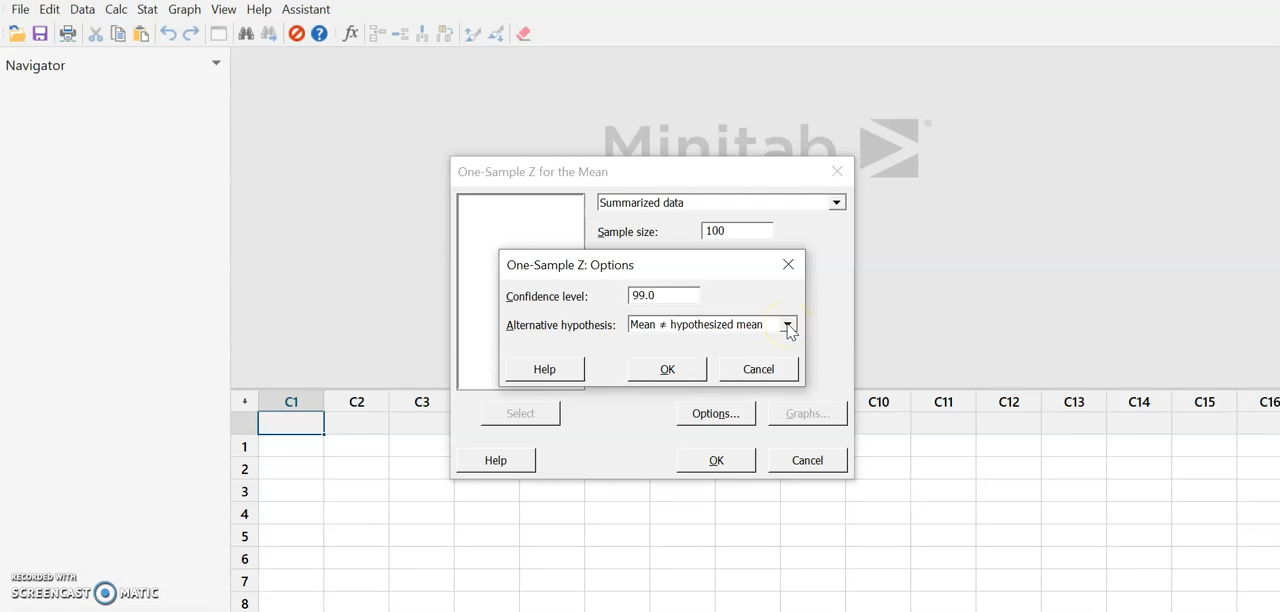 File Edit Data Calc Stat Graph View Help Assistant
fx
Navigator
Minitab
One-Sample Z for the Mean
Summarized data
Sample size: 100
One-Sample Z: Options
Confidence level: 99.0
Alternative hypothesis: Mean ≠ hypothesized mean
Help OK Cancel
Select Options... Graphs...
Help OK Cancel
+ C1 C2 C3 C10 C11 C12 C13 C14 C15 C16
1
2
3
4
5
6
7
8
RECORDED WITH
SCREENCAST MATIC